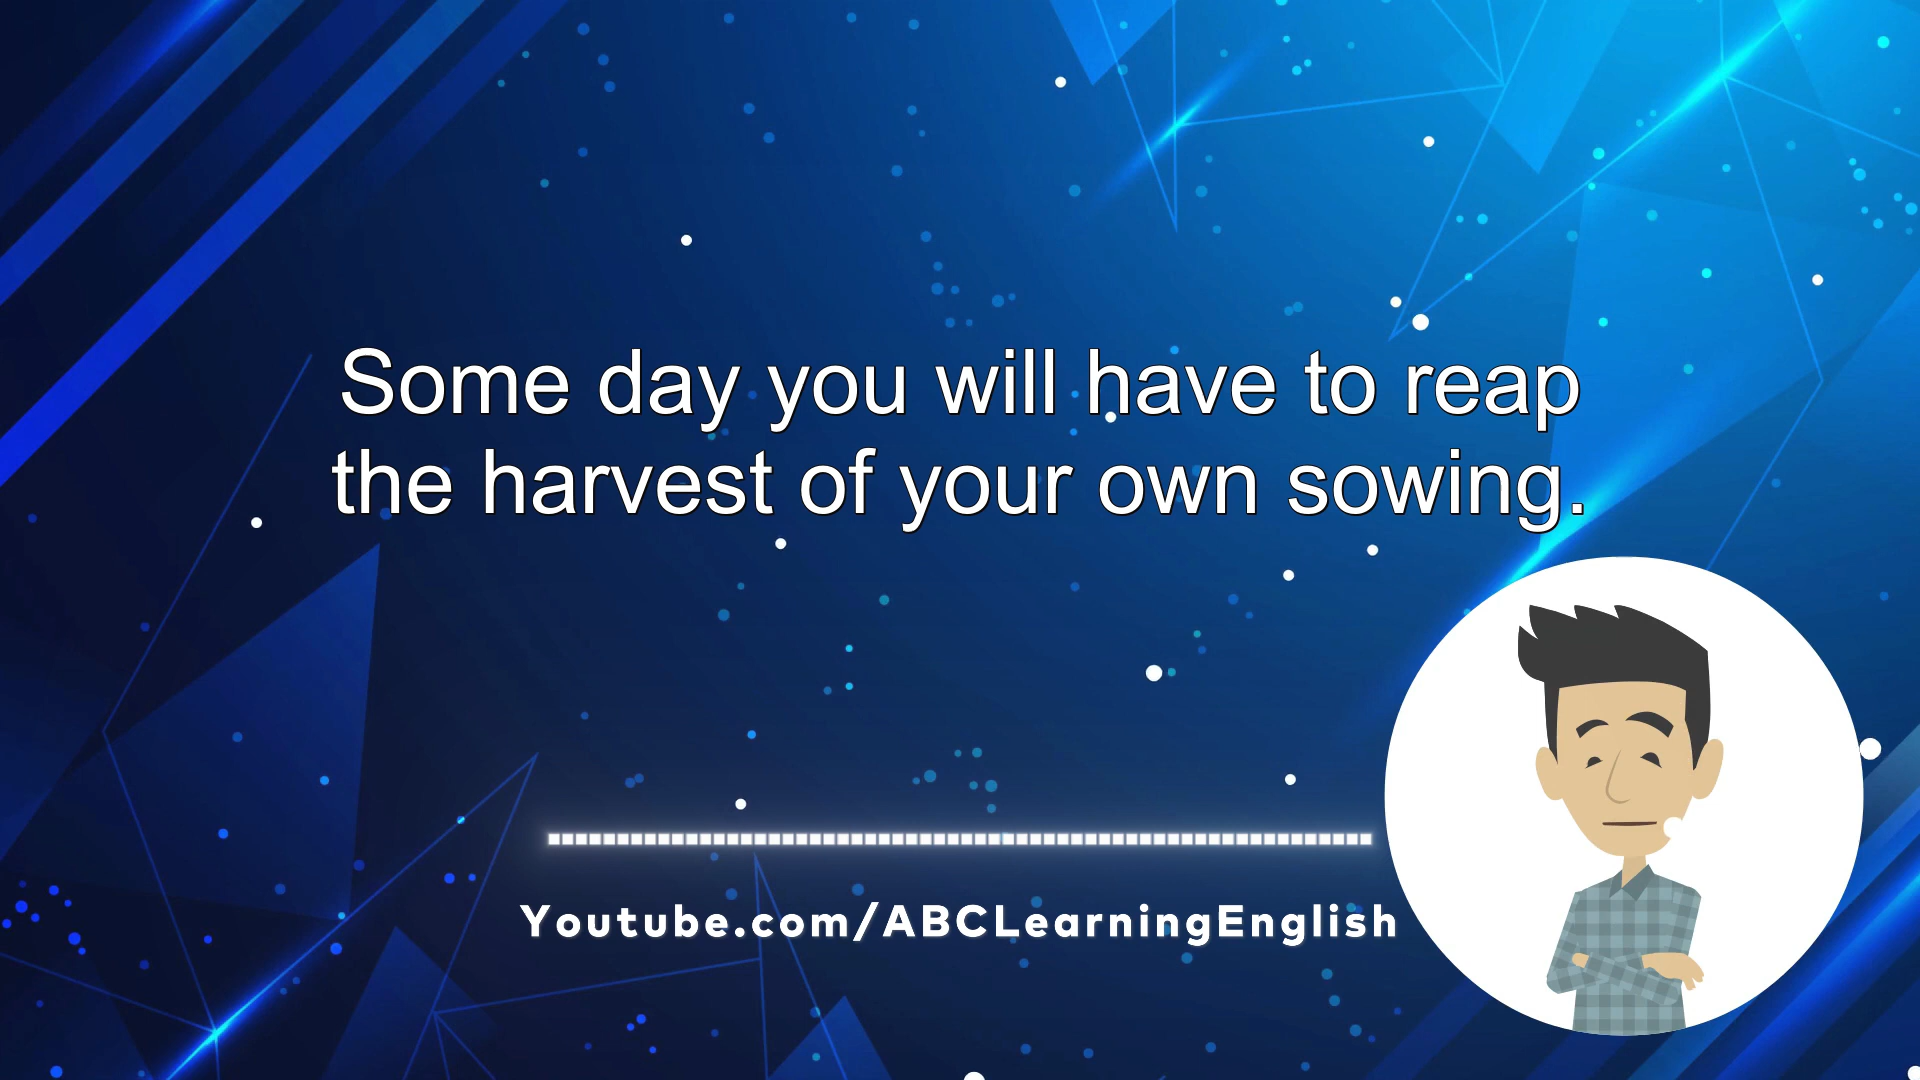 Some day you will have to reap
the harvest of your own sowing.
Youtube.com/ABCLearningEnglish